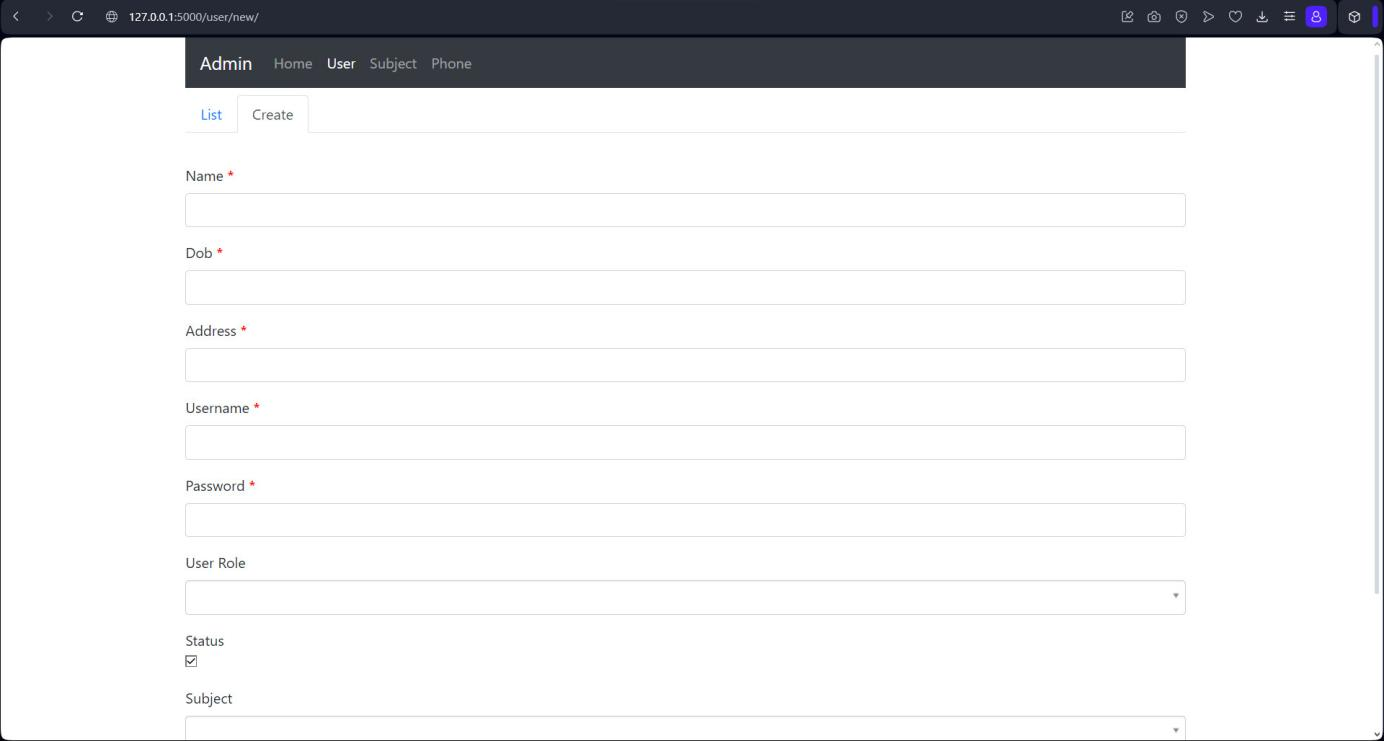 127.0.0.1:5000/user/new/
Admin Home User Subject Phone
List Create
Name *
Dob *
Address *
Username *
Password *
User Role
Status
Subject